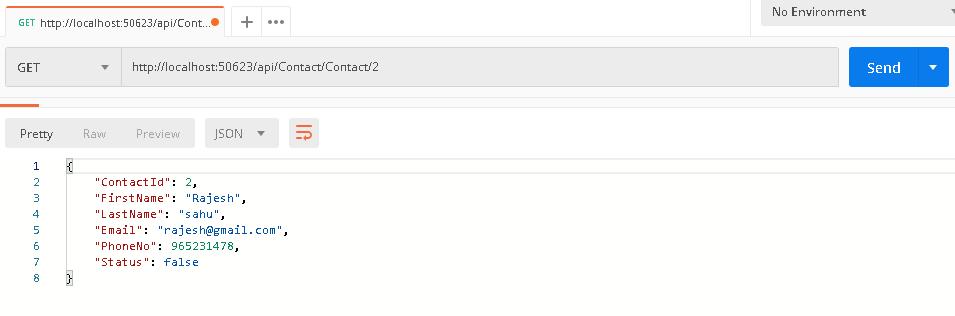 GET http://localhost:50623/api/Cont...
+ •••
No Environment
GET http://localhost:50623/api/Contact/Contact/2 Send
Pretty Raw Preview JSON
1 {
2 "ContactId": 2,
3 "FirstName": "Rajesh",
4 "LastName": "sahu",
5 "Email": "rajesh@gmail.com",
6 "PhoneNo": 965231478,
7 "Status": false
8 }